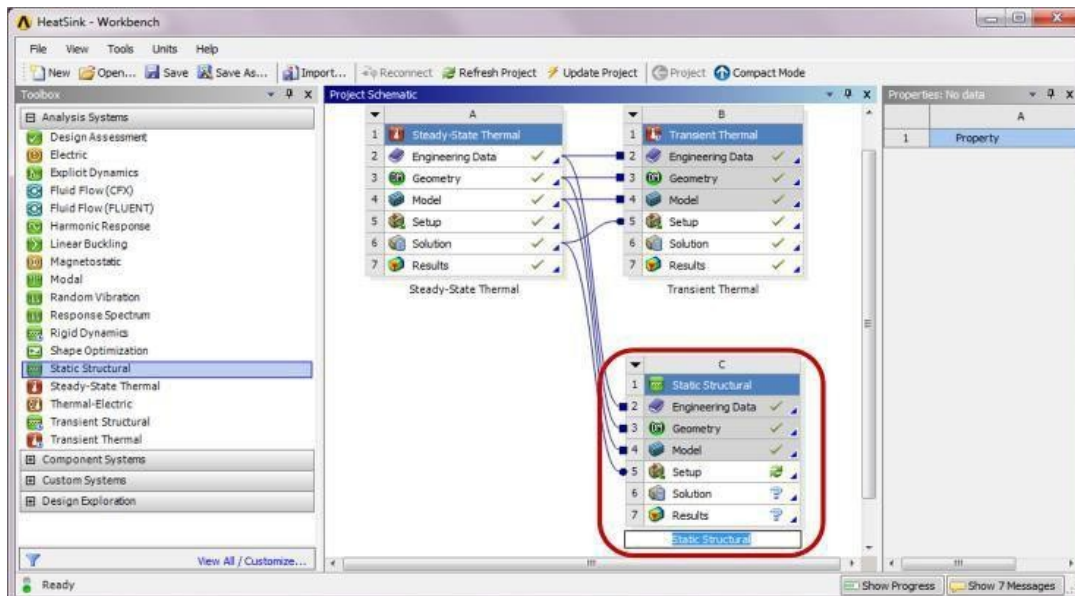 HeatSink - Workbench
File View Tools Units Help
New Open... Save Save As... Import... Reconnect Refresh Project Update Project Project Compact Mode
Toolbox
Analysis Systems
Design Assessment
Electric
Explicit Dynamics
Fluid Flow (CFX)
Fluid Flow (FLUENT)
Harmonic Response
Linear Buckling
Magnetostatic
Modal
Random Vibration
Response Spectrum
Rigid Dynamics
Shape Optimization
Static Structural
Steady-State Thermal
Thermal-Electric
Transient Structural
Transient Thermal
Component Systems
Custom Systems
Design Exploration
View All / Customize...
Project Schematic
A
1 Steady-State Thermal
2 Engineering Data
3 Geometry
4 Model
5 Setup
6 Solution
7 Results
Steady-State Thermal
B
1 Transient Thermal
2 Engineering Data
3 Geometry
4 Model
5 Setup
6 Solution
7 Results
Transient Thermal
C
1 Static Structural
2 Engineering Data
3 Geometry
4 Model
5 Setup
6 Solution
7 Results
Static Structural
Properties: No data
A
1 Property
Ready
Show Progress Show 7 Messages